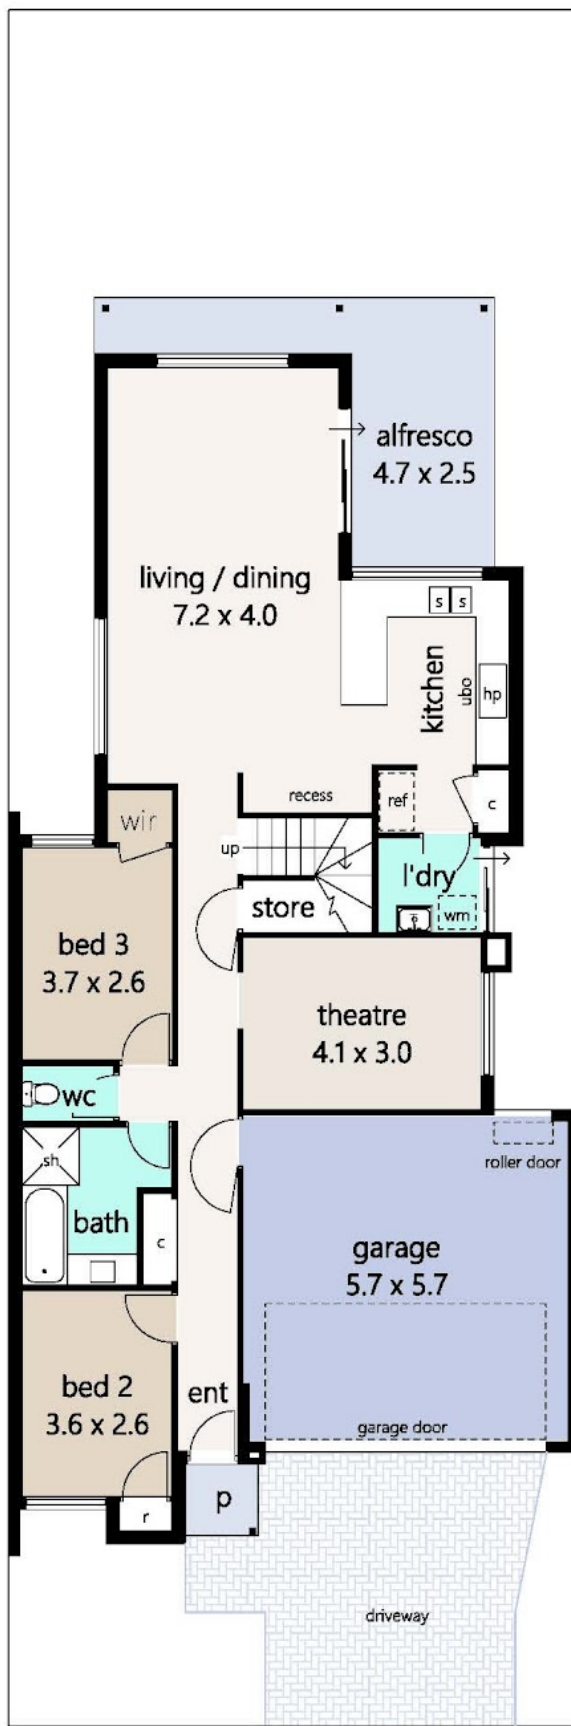 alfresco
4.7 x 2.5
living / dining
7.2 x 4.0
s s
kitchen
ubo
hp
recess
ref
c
wir
up
l'dry
wm
store
bed 3
3.7 x 2.6
theatre
4.1 x 3.0
wc
roller door
sh
bath
c
garage
5.7 x 5.7
bed 2
3.6 x 2.6
ent
garage door
r
p
driveway